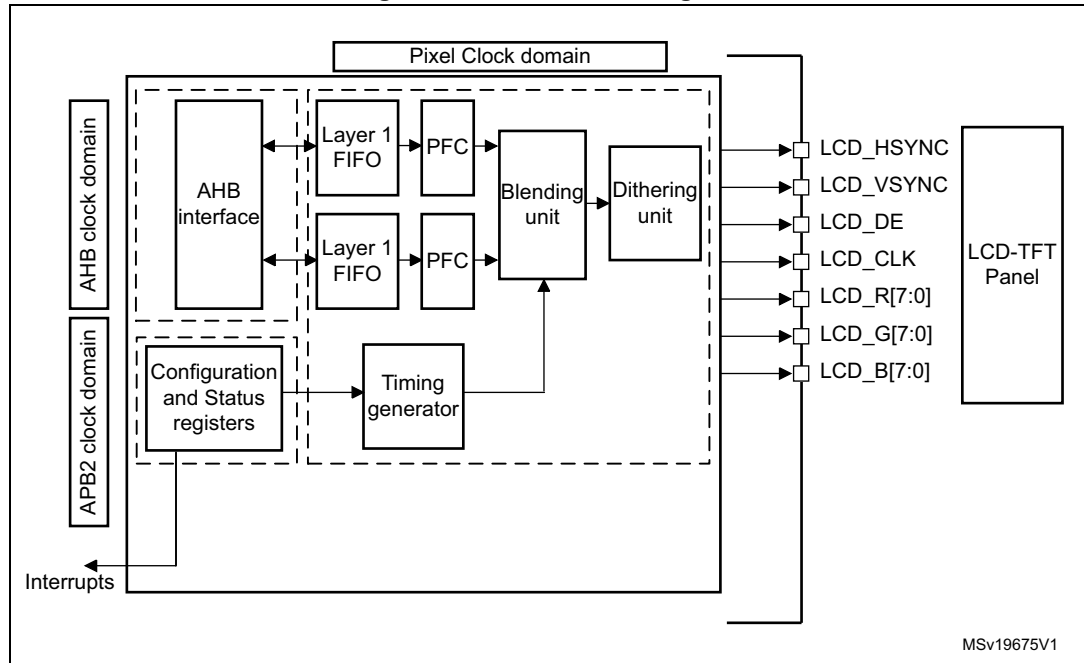 Pixel Clock domain
AHB clock domain
AHB
interface
Layer 1
FIFO
PFC
Layer 1
FIFO
PFC
Blending
unit
Dithering
unit
APB2 clock domain
Configuration
and Status
registers
Timing
generator
Interrupts
LCD_HSYNC
LCD_VSYNC
LCD_DE
LCD_CLK
LCD_R[7:0]
LCD_G[7:0]
LCD_B[7:0]
LCD-TFT
Panel
MSv19675V1